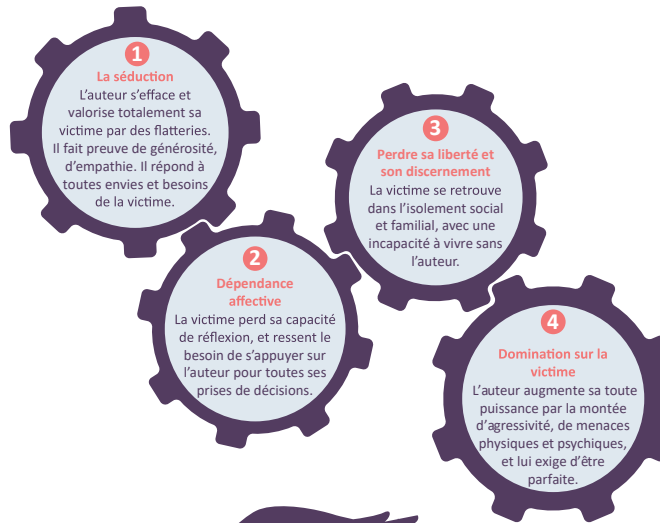 1
La séduction
L'auteur s'efface et
valorise totalement sa
victime par des flatteries.
Il fait preuve de générosité,
d'empathie. Il répond à
toutes envies et besoins
de la victime.
2
Dépendance
affective
La victime perd sa capacité
de réflexion, et ressent le
besoin de s'appuyer sur
l'auteur pour toutes ses
prises de décisions.
3
Perdre sa liberté et
son discernement
La victime se retrouve
dans l'isolement social
et familial, avec une
incapacité à vivre sans
l'auteur.
4
Domination sur la
victime
L'auteur augmente sa toute
puissance par la montée
d'agressivité, de menaces
physiques et psychiques,
et lui exige d'être
parfaite.